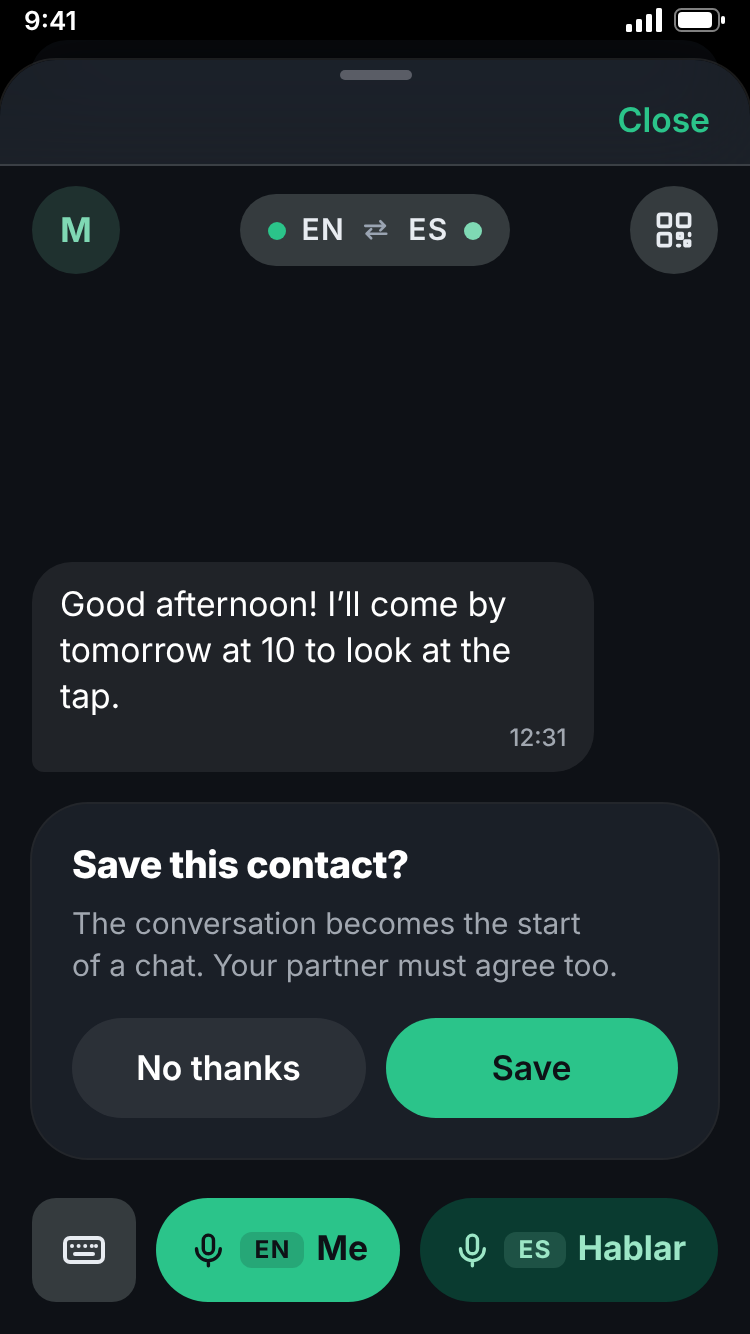 9:41
Close
M
EN ⇄ ES
Good afternoon! I’ll come by
tomorrow at 10 to look at the
tap.
12:31
Save this contact?
The conversation becomes the start
of a chat. Your partner must agree too.
No thanks
Save
EN Me
ES Hablar